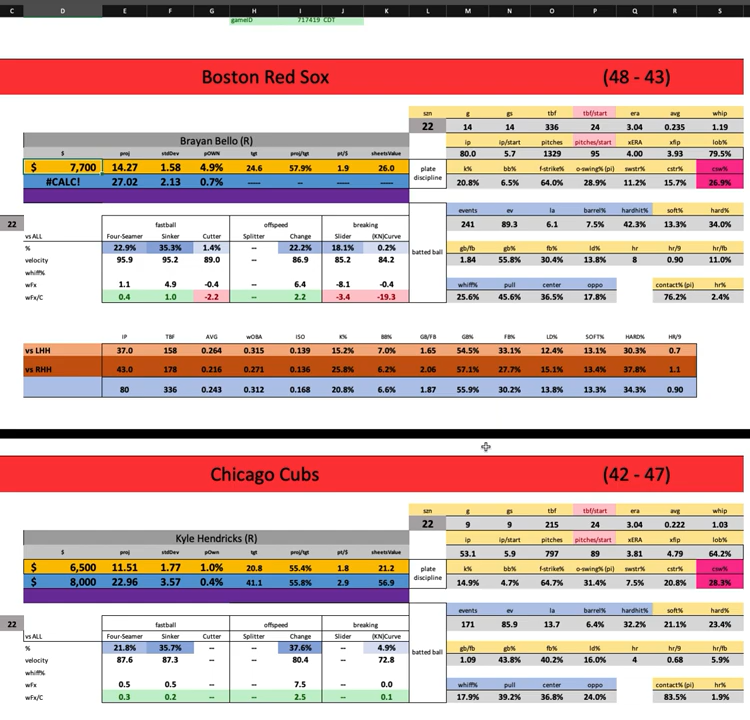 C D E F G H I J K L M N O P Q R S
gameID 717419 CDT
Boston Red Sox (48 - 43)
szn g gs tbf tbf/start era avg whip
22 14 14 336 24 3.04 0.235 1.19
Brayan Bello (R) ip ip/start pitches pitches/start xERA xfip lob%
80.0 5.7 1329 95 4.00 3.93 79.5%
$ proj stdDev pOWN tgt proj/tgt pt/$ sheetsValue
$ 7,700 14.27 1.58 4.9% 24.6 57.9% 1.9 26.0
#CALC! 27.02 2.13 0.7% ----- ----- -- -----
plate discipline
k% bb% f-strike% o-swing% (pi) swstr% cstr% csw%
20.8% 6.5% 64.0% 28.9% 11.2% 15.7% 26.9%
events ev la barrel% hardhit% soft% hard%
241 89.3 6.1 7.5% 42.3% 13.3% 34.0%
22 fastball offspeed breaking
vs ALL Four-Seamer Sinker Cutter Splitter Change Slider (KN)Curve
% 22.9% 35.3% 1.4% -- 22.2% 18.1% 0.2%
velocity 95.9 95.2 89.0 -- 86.9 85.2 84.2
whiff%
wFx 1.1 4.9 -0.4 6.4 -8.1 -0.4
wFx/C 0.4 1.0 -2.2 -- 2.2 -3.4 -19.3
batted ball
gb/fb gb% fb% ld% hr hr/9 hr/fb
1.84 55.8% 30.4% 13.8% 8 0.90 11.0%
whiff% pull center oppo contact% (pi) hr%
25.6% 45.6% 36.5% 17.8% 76.2% 2.4%
IP TBF AVG wOBA ISO K% BB% GB/FB GB% FB% LD% SOFT% HARD% HR/9
vs LHH 37.0 158 0.264 0.315 0.139 15.2% 7.0% 1.65 54.5% 33.1% 12.4% 13.1% 30.3% 0.7
vs RHH 43.0 178 0.216 0.271 0.136 25.8% 6.2% 2.06 57.1% 27.7% 15.1% 13.4% 37.8% 1.1
80 336 0.243 0.312 0.168 20.8% 6.6% 1.87 55.9% 30.2% 13.8% 13.3% 34.3% 0.90
Chicago Cubs (42 - 47)
szn g gs tbf tbf/start era avg whip
22 9 9 215 24 3.04 0.222 1.03
Kyle Hendricks (R) ip ip/start pitches pitches/start xERA xfip lob%
53.1 5.9 797 89 3.81 4.79 64.2%
$ proj stdDev pOwn tgt proj/tgt pt/$ sheetsValue
$ 6,500 11.51 1.77 1.0% 20.8 55.4% 1.8 21.2
$ 8,000 22.96 3.57 0.4% 41.1 55.8% 2.9 56.9
plate discipline
k% bb% f-strike% o-swing% (pi) swstr% cstr% csw%
14.9% 4.7% 64.7% 31.4% 7.5% 20.8% 28.3%
events ev la barrel% hardhit% soft% hard%
171 85.9 13.7 6.4% 32.2% 21.1% 23.4%
22 fastball offspeed breaking
vs ALL Four-Seamer Sinker Cutter Splitter Change Slider (KN)Curve
% 21.8% 35.7% -- -- 37.6% -- 4.9%
velocity 87.6 87.3 -- -- 80.4 -- 72.8
whiff%
wFx 0.5 0.5 7.5 0.0
wFx/C 0.3 0.2 -- -- 2.5 -- 0.1
batted ball
gb/fb gb% fb% ld% hr hr/9 hr/fb
1.09 43.8% 40.2% 16.0% 4 0.68 5.9%
whiff% pull center oppo contact% (pi) hr%
17.9% 39.2% 36.8% 24.0% 83.5% 1.9%